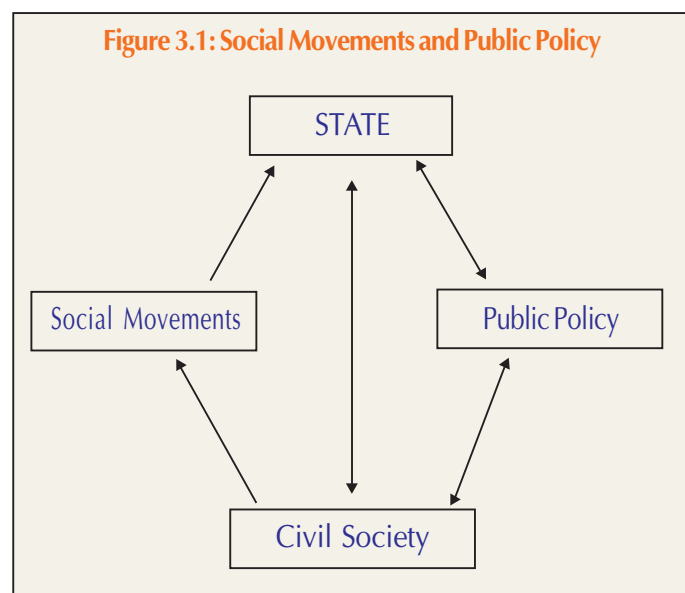 Figure 3.1: Social Movements and Public Policy
STATE
Social Movements
Public Policy
Civil Society